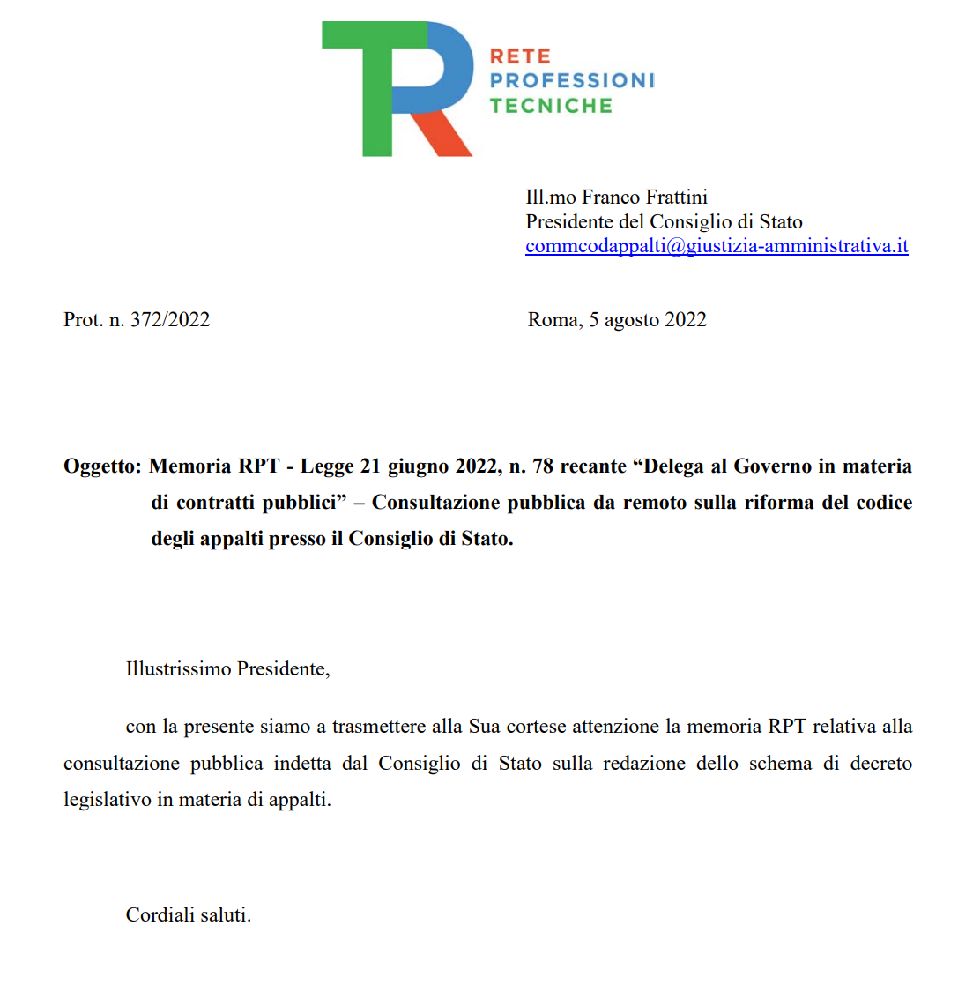 RETE
PROFESSIONI
TECNICHE
Ill.mo Franco Frattini
Presidente del Consiglio di Stato
commcodappalti@giustizia-amministrativa.it
Prot. n. 372/2022 Roma, 5 agosto 2022
Oggetto: Memoria RPT - Legge 21 giugno 2022, n. 78 recante “Delega al Governo in materia
di contratti pubblici” – Consultazione pubblica da remoto sulla riforma del codice
degli appalti presso il Consiglio di Stato.
Illustrissimo Presidente,
con la presente siamo a trasmettere alla Sua cortese attenzione la memoria RPT relativa alla
consultazione pubblica indetta dal Consiglio di Stato sulla redazione dello schema di decreto
legislativo in materia di appalti.
Cordiali saluti.